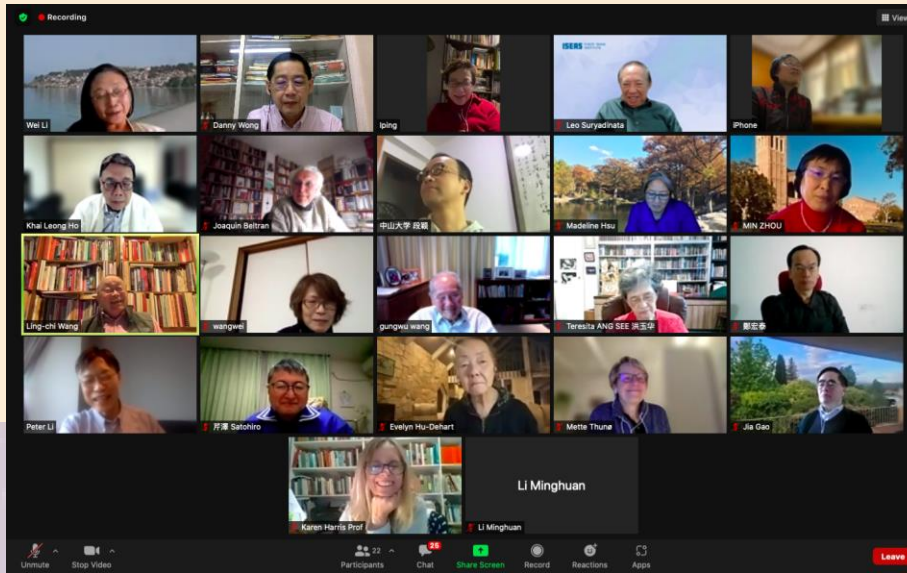 Recording
View
ISEAS
Wei Li
Danny Wong
Iping
Leo Suryadinata
iPhone
Khai Leong Ho
Joaquin Beltran
中山大学 段颖
Madeline Hsu
MIN ZHOU
Ling-chi Wang
wangwei
gungwu wang
Teresita ANG SEE 洪玉华
鄭宏泰
Peter Li
芹澤 Satohiro
Evelyn Hu-Dehart
Mette Thunø
Jia Gao
Karen Harris Prof
Li Minghuan
Li Minghuan
Unmute
Stop Video
22
Participants
25
Chat
Share Screen
Record
Reactions
Apps
Leave